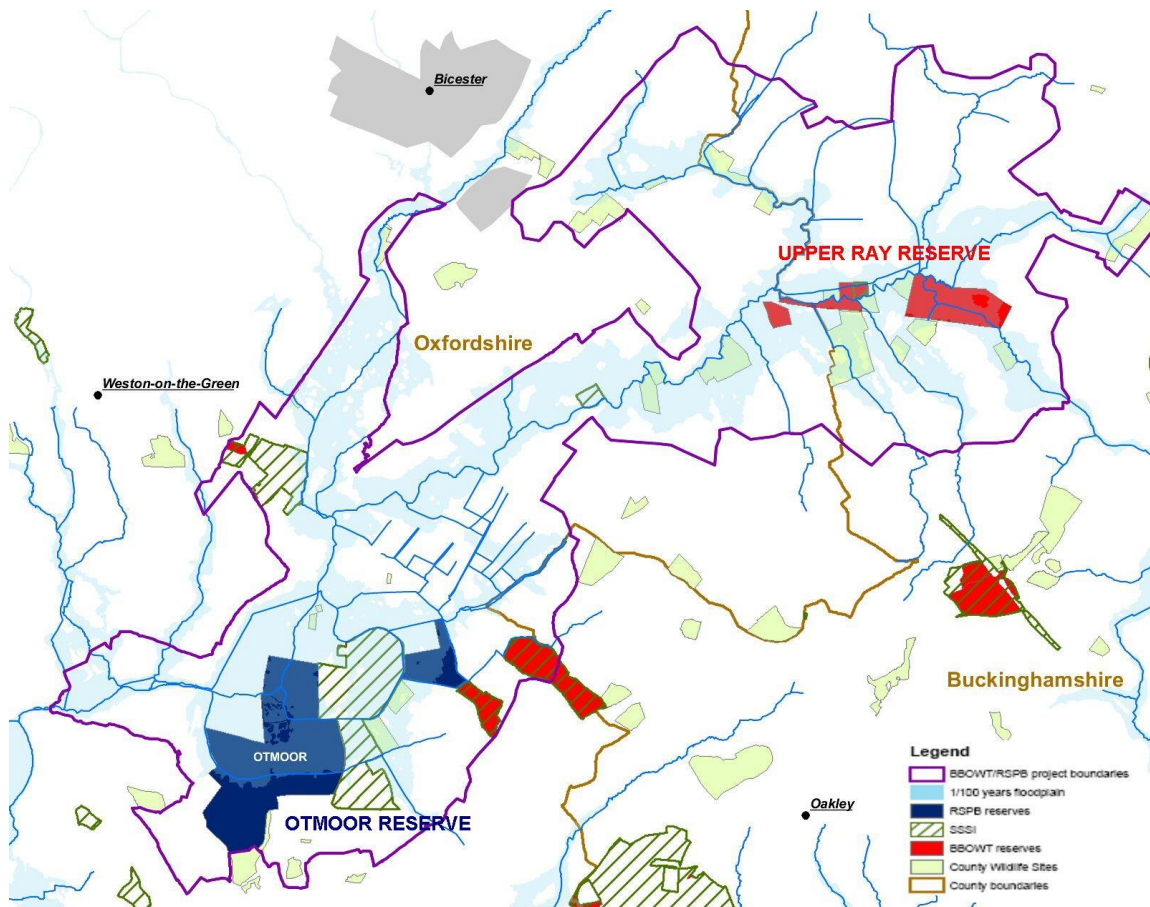 Bicester
UPPER RAY RESERVE
Oxfordshire
Weston-on-the-Green
Buckinghamshire
OTMOOR
OTMOOR RESERVE
Oakley
Legend
BBOWT/RSPB project boundaries
1/100 years floodplain
RSPB reserves
SSSI
BBOWT reserves
County Wildlife Sites
County boundaries